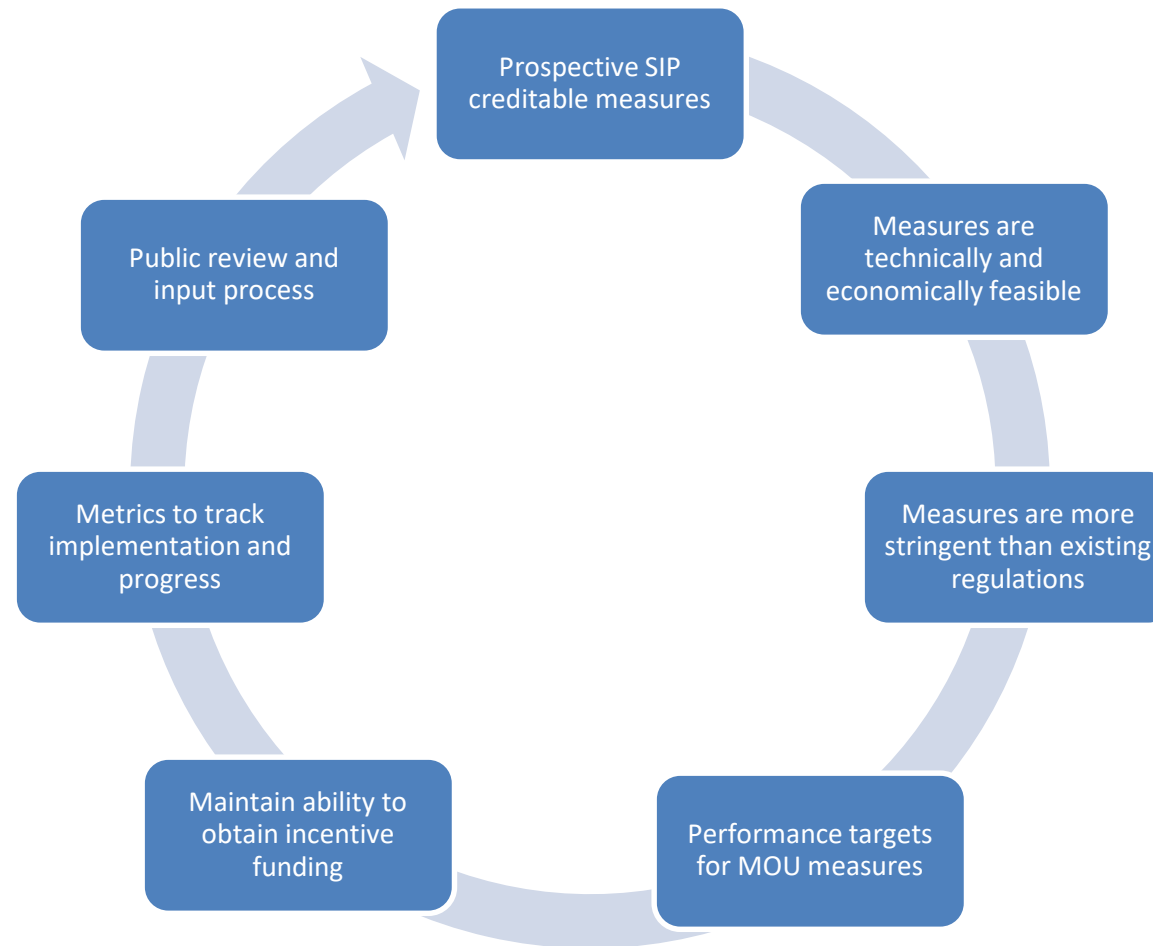 Prospective SIP
creditable measures
Measures are
technically and
economically feasible
Measures are more
stringent than existing
regulations
Performance targets
for MOU measures
Maintain ability to
obtain incentive
funding
Metrics to track
implementation and
progress
Public review and
input process